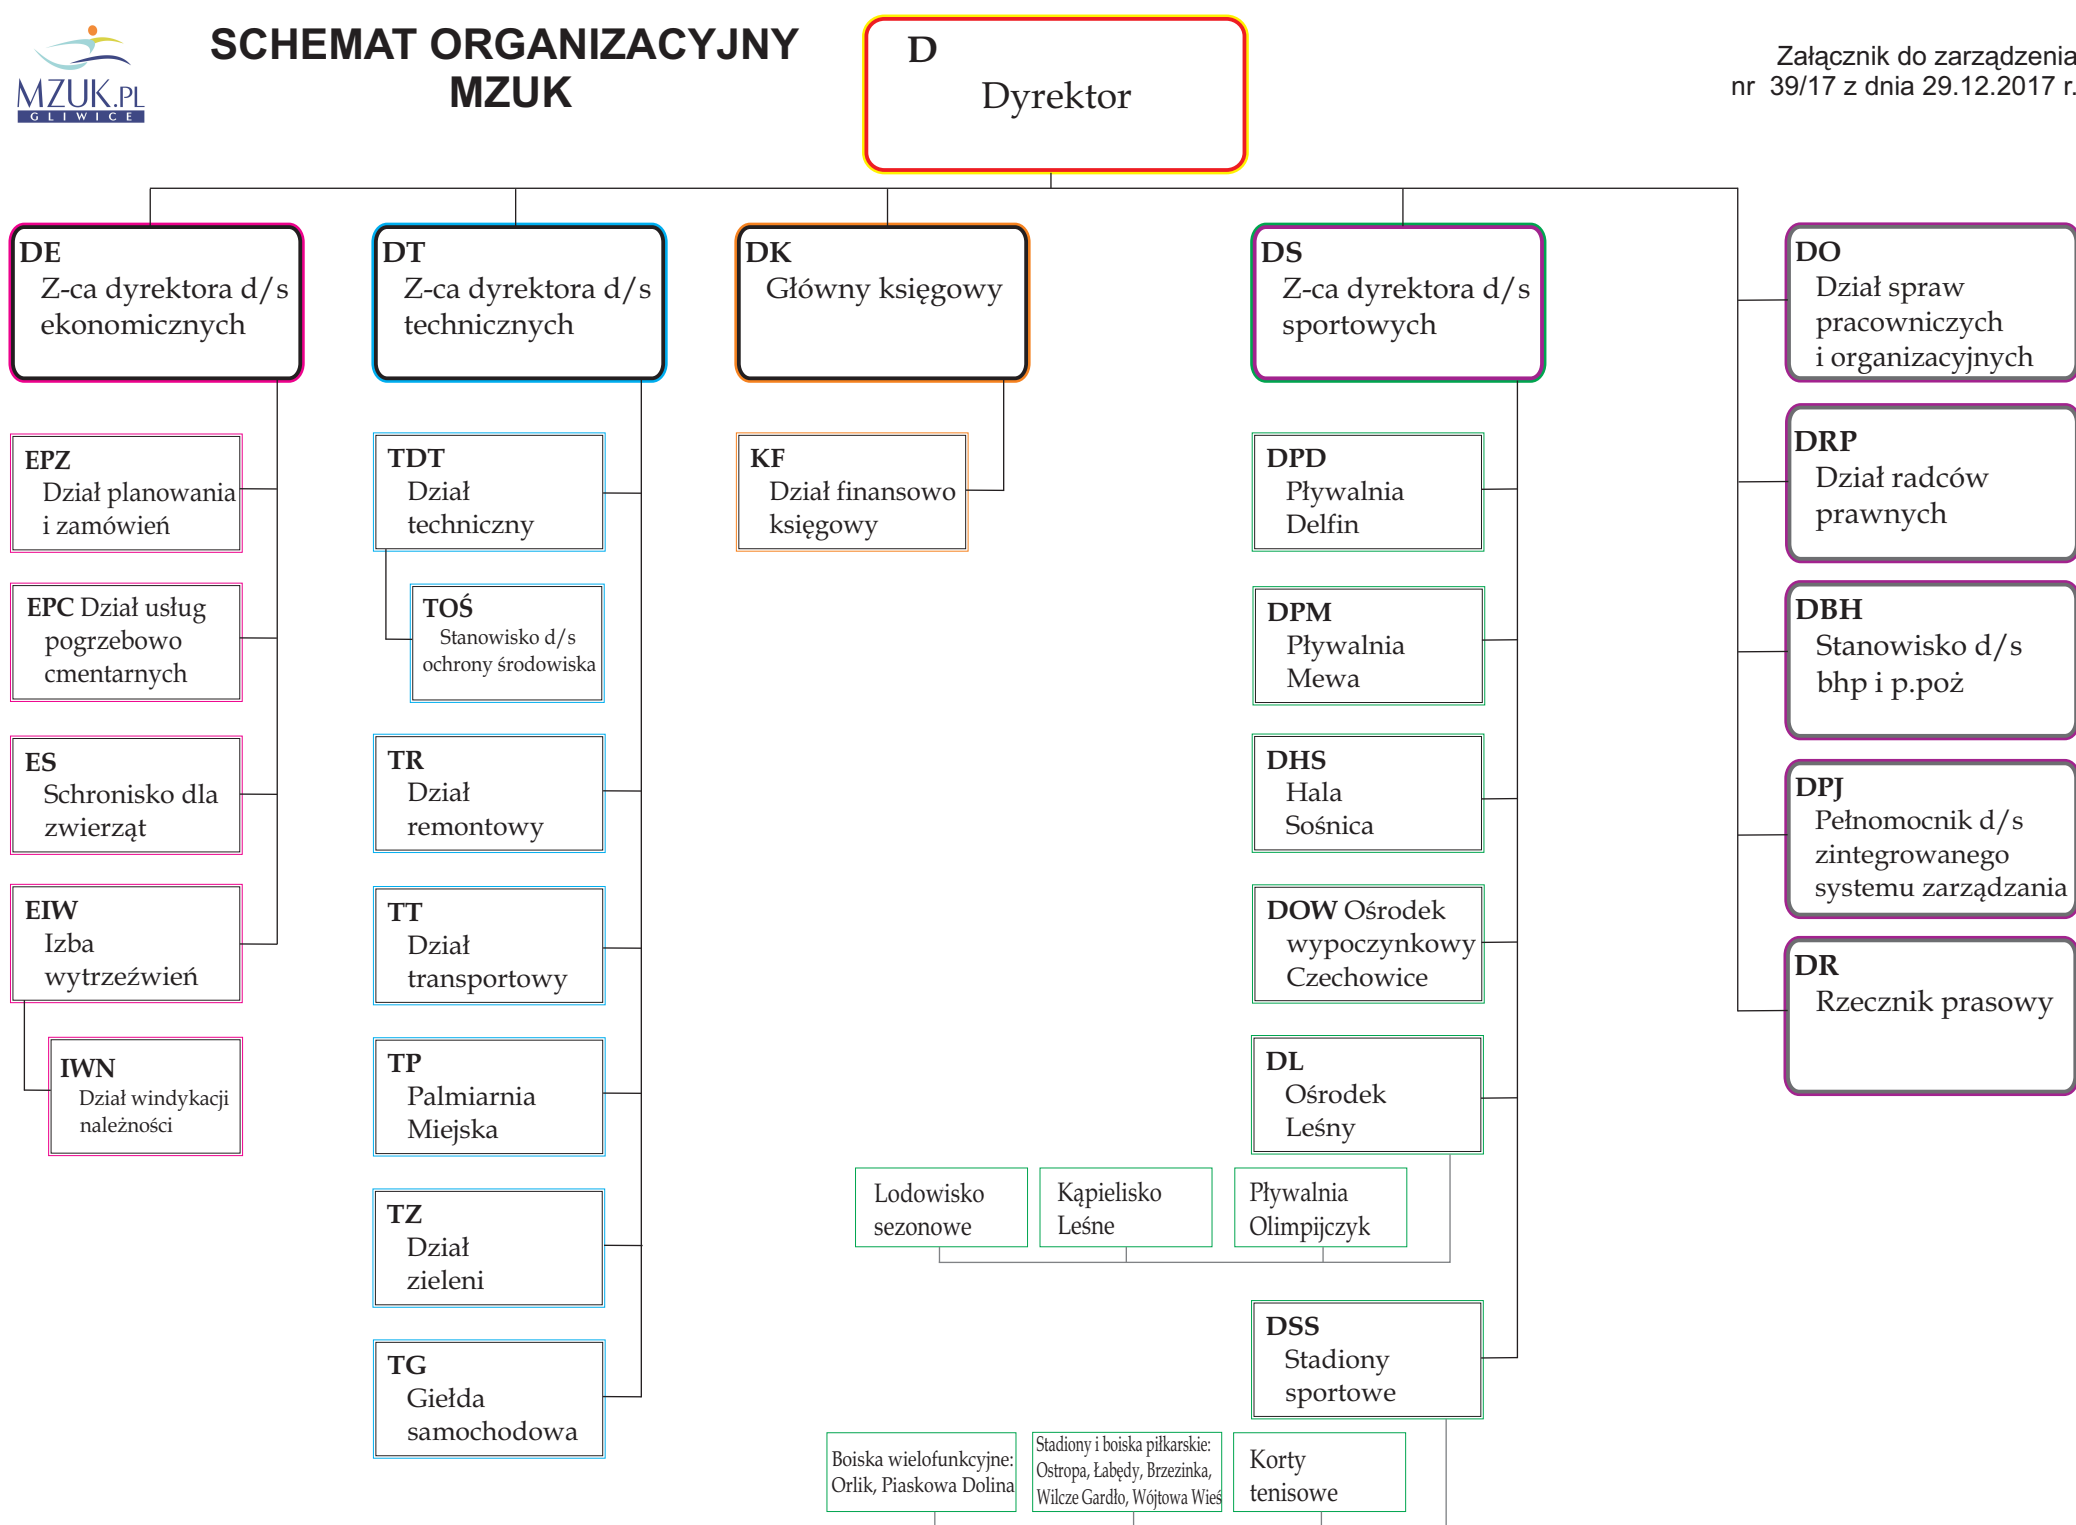 MZUK.PL
GLIWICE
SCHEMAT ORGANIZACYJNY
MZUK
D
Dyrektor
Załącznik do zarządzenia
nr 39/17 z dnia 29.12.2017 r.
DE
Z-ca dyrektora d/s
ekonomicznych
DT
Z-ca dyrektora d/s
technicznych
DK
Główny księgowy
DS
Z-ca dyrektora d/s
sportowych
DO
Dział spraw
pracowniczych
i organizacyjnych
EPZ
Dział planowania
i zamówień
EPC Dział usług
pogrzebowo
cmentarnych
ES
Schronisko dla
zwierząt
EIW
Izba
wytrzeźwień
IWN
Dział windykacji
należności
TDT
Dział
techniczny
TOŚ
Stanowisko d/s
ochrony środowiska
TR
Dział
remontowy
TT
Dział
transportowy
TP
Palmiarnia
Miejska
TZ
Dział
zieleni
TG
Giełda
samochodowa
KF
Dział finansowo
księgowy
DPD
Pływalnia
Delfin
DPM
Pływalnia
Mewa
DHS
Hala
Sośnica
DOW Ośrodek
wypoczynkowy
Czechowice
DL
Ośrodek
Leśny
Lodowisko
sezonowe
Kąpielisko
Leśne
Pływalnia
Olimpijczyk
DSS
Stadiony
sportowe
Boiska wielofunkcyjne:
Orlik, Piaskowa Dolina
Stadiony i boiska piłkarskie:
Ostropa, Łabędy, Brzezinka,
Wilcze Gardło, Wójtowa Wieś
Korty
tenisowe
DRP
Dział radców
prawnych
DBH
Stanowisko d/s
bhp i p.poż
DPJ
Pełnomocnik d/s
zintegrowanego
systemu zarządzania
DR
Rzecznik prasowy